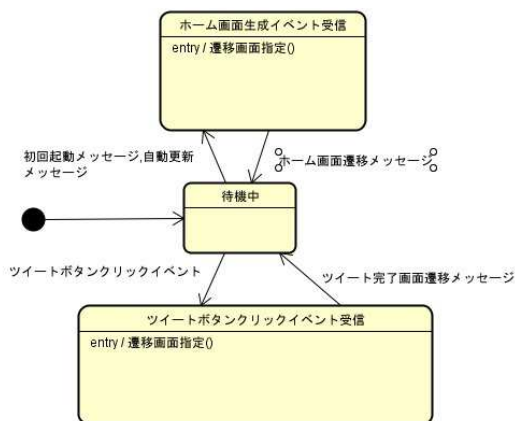 ホーム画面生成イベント受信
entry / 遷移画面指定()
初回起動メッセージ,自動更新
メッセージ
ホーム画面遷移メッセージ
待機中
ツイートボタンクリックイベント
ツイート完了画面遷移メッセージ
ツイートボタンクリックイベント受信
entry / 遷移画面指定()